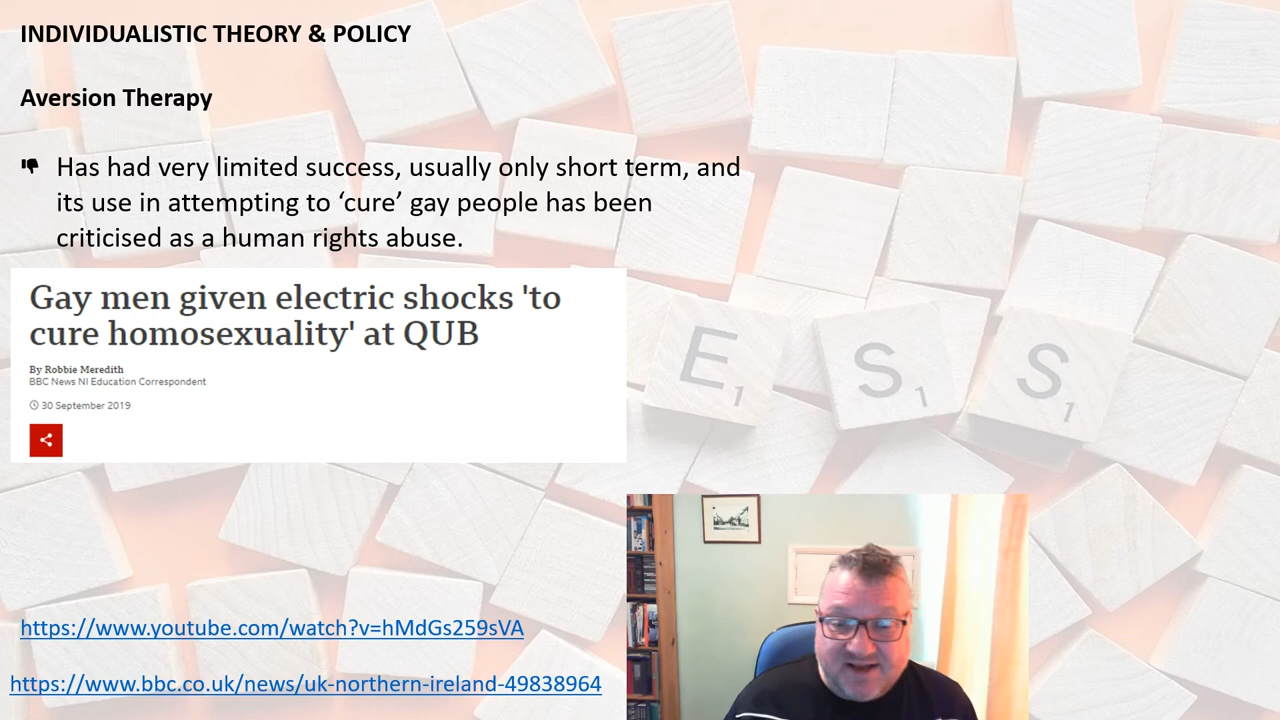 INDIVIDUALISTIC THEORY & POLICY
Aversion Therapy
Has had very limited success, usually only short term, and
its use in attempting to ‘cure’ gay people has been
criticised as a human rights abuse.
Gay men given electric shocks 'to
cure homosexuality' at QUB
By Robbie Meredith
BBC News NI Education Correspondent
30 September 2019
E1 S1 S1
https://www.youtube.com/watch?v=hMdGs259sVA
https://www.bbc.co.uk/news/uk-northern-ireland-49838964